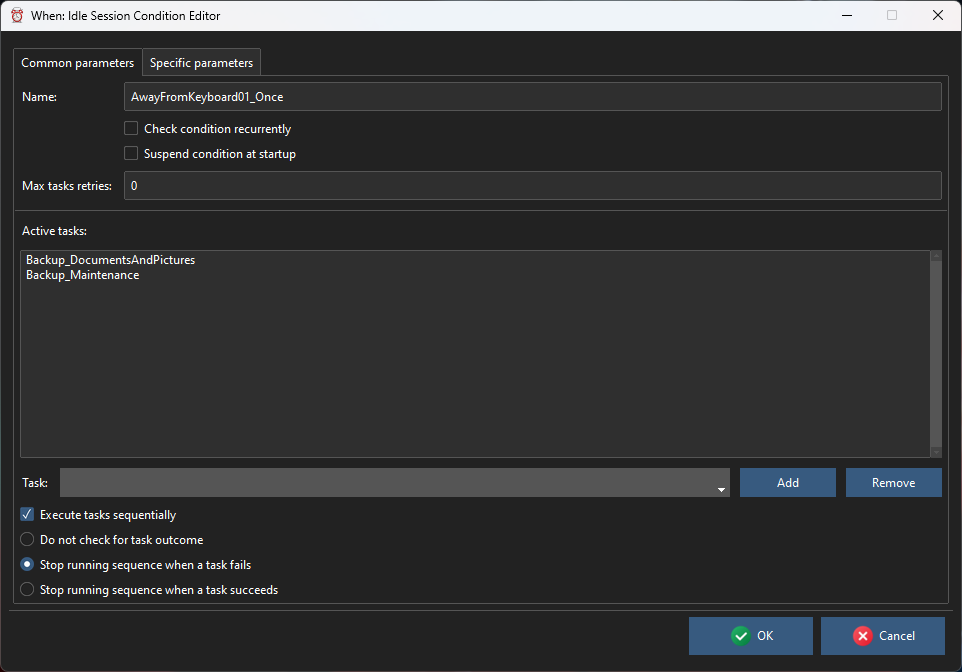 When: Idle Session Condition Editor
Common parameters
Specific parameters
Name:
AwayFromKeyboard01_Once
Check condition recurrently
Suspend condition at startup
Max tasks retries:
0
Active tasks:
Backup_DocumentsAndPictures
Backup_Maintenance
Task:
Add
Remove
Execute tasks sequentially
Do not check for task outcome
Stop running sequence when a task fails
Stop running sequence when a task succeeds
OK
Cancel